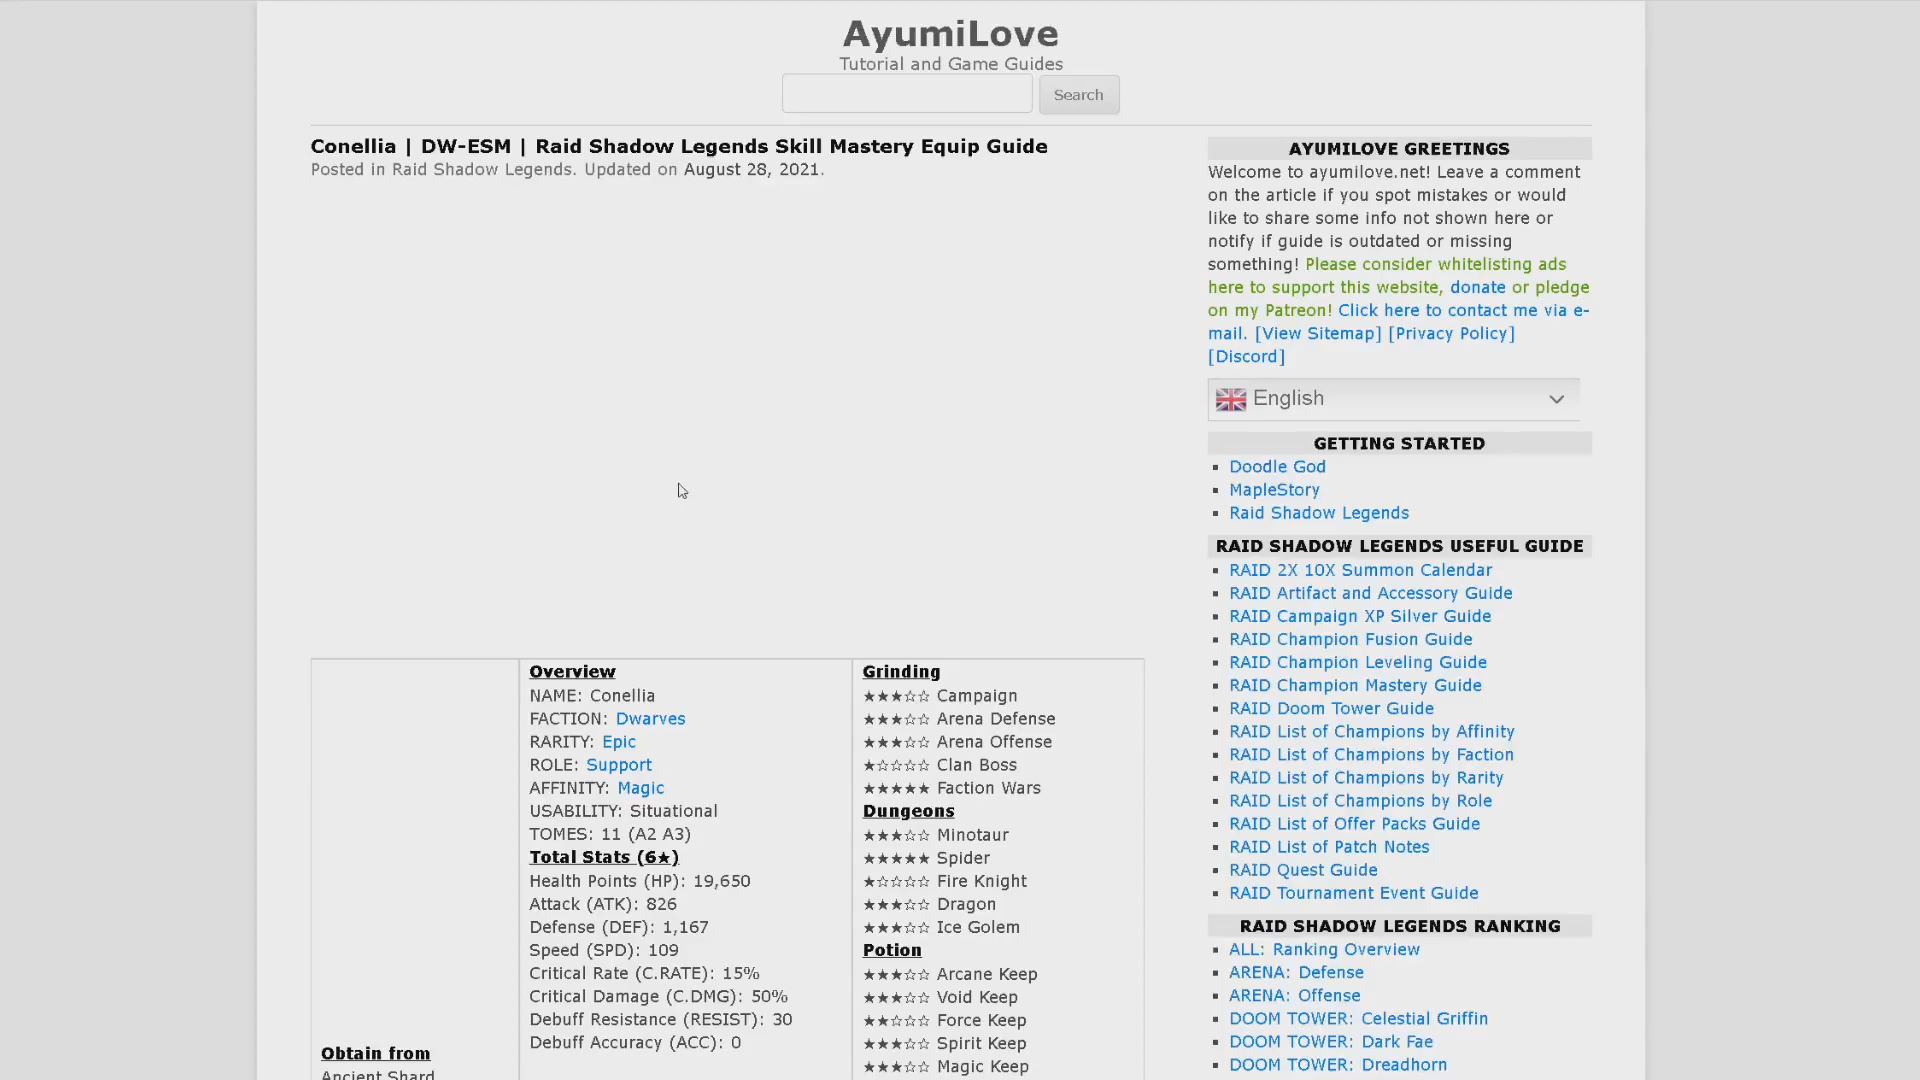 AyumiLove
Tutorial and Game Guides
Search
Conellia | DW-ESM | Raid Shadow Legends Skill Mastery Equip Guide
Posted in Raid Shadow Legends. Updated on August 28, 2021.
Overview
NAME: Conellia
FACTION: Dwarves
RARITY: Epic
ROLE: Support
AFFINITY: Magic
USABILITY: Situational
TOMES: 11 (A2 A3)
Total Stats (6★)
Health Points (HP): 19,650
Attack (ATK): 826
Defense (DEF): 1,167
Speed (SPD): 109
Critical Rate (C.RATE): 15%
Critical Damage (C.DMG): 50%
Debuff Resistance (RESIST): 30
Debuff Accuracy (ACC): 0
Obtain from
Ancient Shard
Grinding
★★★☆☆ Campaign
★★★☆☆ Arena Defense
★★★☆☆ Arena Offense
★☆☆☆☆ Clan Boss
★★★★★ Faction Wars
Dungeons
★★★☆☆ Minotaur
★★★★★ Spider
★☆☆☆☆ Fire Knight
★★★☆☆ Dragon
★★★☆☆ Ice Golem
Potion
★★★☆☆ Arcane Keep
★★★☆☆ Void Keep
★★☆☆☆ Force Keep
★★★☆☆ Spirit Keep
★★★☆☆ Magic Keep
AYUMILOVE GREETINGS
Welcome to ayumilove.net! Leave a comment
on the article if you spot mistakes or would
like to share some info not shown here or
notify if guide is outdated or missing
something! Please consider whitelisting ads
here to support this website, donate or pledge
on my Patreon! Click here to contact me via e-
mail. [View Sitemap] [Privacy Policy]
[Discord]
English
GETTING STARTED
Doodle God
MapleStory
Raid Shadow Legends
RAID SHADOW LEGENDS USEFUL GUIDE
RAID 2X 10X Summon Calendar
RAID Artifact and Accessory Guide
RAID Campaign XP Silver Guide
RAID Champion Fusion Guide
RAID Champion Leveling Guide
RAID Champion Mastery Guide
RAID Doom Tower Guide
RAID List of Champions by Affinity
RAID List of Champions by Faction
RAID List of Champions by Rarity
RAID List of Champions by Role
RAID List of Offer Packs Guide
RAID List of Patch Notes
RAID Quest Guide
RAID Tournament Event Guide
RAID SHADOW LEGENDS RANKING
ALL: Ranking Overview
ARENA: Defense
ARENA: Offense
DOOM TOWER: Celestial Griffin
DOOM TOWER: Dark Fae
DOOM TOWER: Dreadhorn